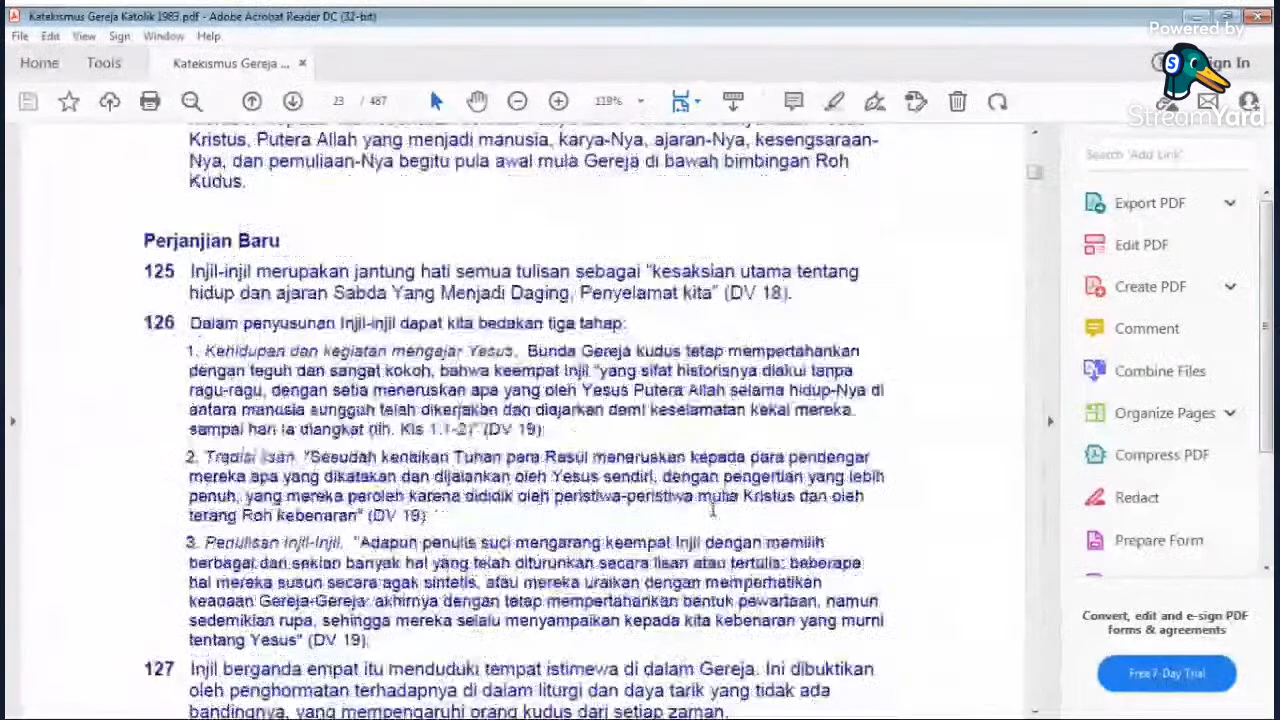 Katekismus Gereja Katolik 1983.pdf - Adobe Acrobat Reader DC (32-bit)
Powered by
File Edit View Sign Window Help
Home Tools Katekismus Gereja ... × Sign In
23 / 487 119%
StreamYard
Kristus, Putera Allah yang menjadi manusia, karya-Nya, ajaran-Nya, kesengsaraan-
Nya, dan pemuliaan-Nya begitu pula awal mula Gereja di bawah bimbingan Roh
Kudus.
Perjanjian Baru
125 Injil-injil merupakan jantung hati semua tulisan sebagai "kesaksian utama tentang
hidup dan ajaran Sabda Yang Menjadi Daging, Penyelamat kita" (DV 18).
126 Dalam penyusunan Injil-injil dapat kita bedakan tiga tahap:
1. Kehidupan dan kegiatan mengajar Yesus. Bunda Gereja kudus tetap mempertahankan
dengan teguh dan sangat kokoh, bahwa keempat Injil "yang sifat historisnya diakui tanpa
ragu-ragu, dengan setia meneruskan apa yang oleh Yesus Putera Allah selama hidup-Nya di
antara manusia sungguh telah dikerjakan dan diajarkan demi keselamatan kekal mereka,
sampai hari Ia diangkat (lih. Kis 1:1-2)" (DV 19)
2. Tradisi lisan. "Sesudah kenaikan Tuhan para Rasul meneruskan kepada para pendengar
mereka apa yang dikatakan dan dijalankan oleh Yesus sendiri, dengan pengertian yang lebih
penuh, yang mereka peroleh karena dididik oleh peristiwa-peristiwa mulia Kristus dan oleh
terang Roh kebenaran" (DV 19)
3. Penulisan Injil-Injil. "Adapun penulis suci mengarang keempat Injil dengan memilih
berbagai dari sekian banyak hal yang telah diturunkan secara lisan atau tertulis; beberapa
hal mereka susun secara agak sintetis, atau mereka uraikan dengan memperhatikan
keadaan Gereja-Gereja; akhirnya dengan tetap mempertahankan bentuk pewartaan, namun
sedemikian rupa, sehingga mereka selalu menyampaikan kepada kita kebenaran yang murni
tentang Yesus" (DV 19)
127 Injil berganda empat itu menduduki tempat istimewa di dalam Gereja. Ini dibuktikan
oleh penghormatan terhadapnya di dalam liturgi dan daya tarik yang tidak ada
bandingnya, yang mempengaruhi orang kudus dari setiap zaman.
Search 'Add Link'
Export PDF
Edit PDF
Create PDF
Comment
Combine Files
Organize Pages
Compress PDF
Redact
Prepare Form
Convert, edit and e-sign PDF
forms & agreements
Free 7-Day Trial